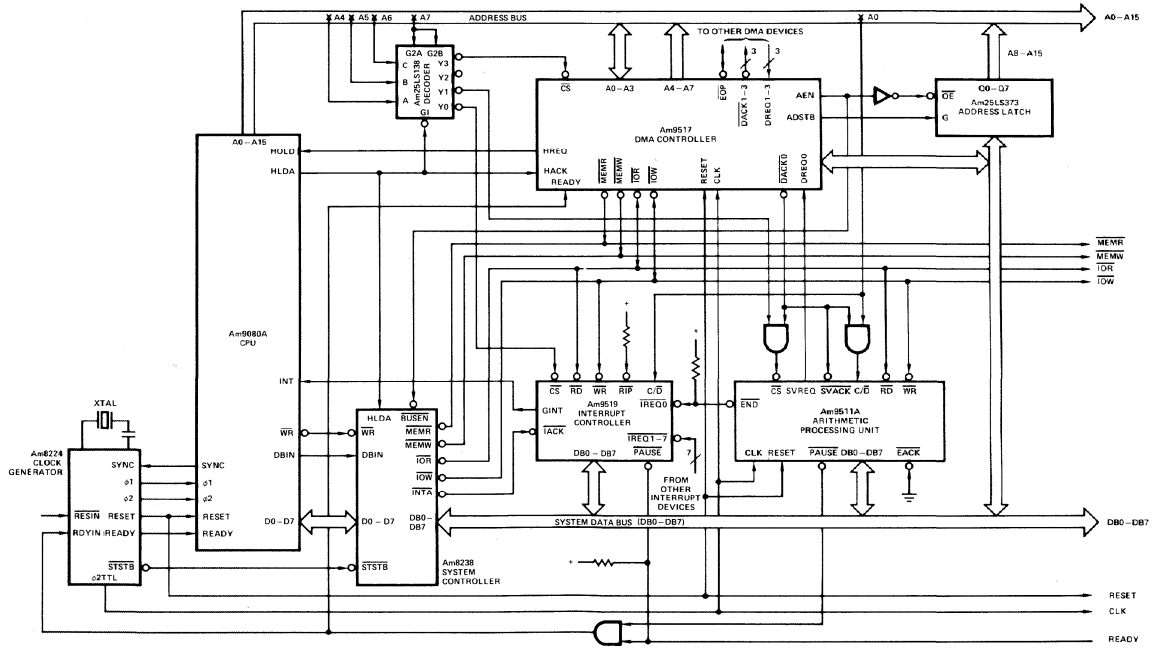 A4 A5 A6 A7 ADDRESS BUS A0 A0–A15
TO OTHER DMA DEVICES
A8–A15
3 3
G2A G2B
C Y3
B Y2
A Y1
Y0
GI
Am25LS138
DECODER
CS A0–A3 A4–A7 EOP DACK1–3 DREQ1–3
AEN
ADSTB
Am9517
DMA CONTROLLER
HREQ
HACK
READY
MEMR MEMW IOR IOW RESET CLK DACK0 DREQ0
OE Q0–Q7
Am25LS373
ADDRESS LATCH
G
A0–A15
HOLD
HLDA
Am9080A
CPU
INT
WR
DBIN
SYNC
φ1
φ2
RESET
READY
D0–D7
MEMR
MEMW
IOR
IOW
XTAL
Am8224
CLOCK
GENERATOR
SYNC
φ1
φ2
RESIN RESET
RDYIN READY
STSTB
φ2TTL
HLDA BUSEN
WR MEMR
MEMW
DBIN
IOR
IOW
INTA
D0–D7 DB0–
DB7
STSTB
Am8238
SYSTEM
CONTROLLER
+
+
+
CS RD WR RIP C/D
GINT Am9519 IREQ0
INTERRUPT
CONTROLLER
IACK
IREQ1–7
DB0–DB7 PAUSE
7
FROM
OTHER
INTERRUPT
DEVICES
CS SVREQ SVACK C/D RD WR
END
Am9511A
ARITHMETIC
PROCESSING UNIT
CLK RESET PAUSE DB0–DB7 EACK
SYSTEM DATA BUS (DB0–DB7) DB0–DB7
RESET
CLK
READY